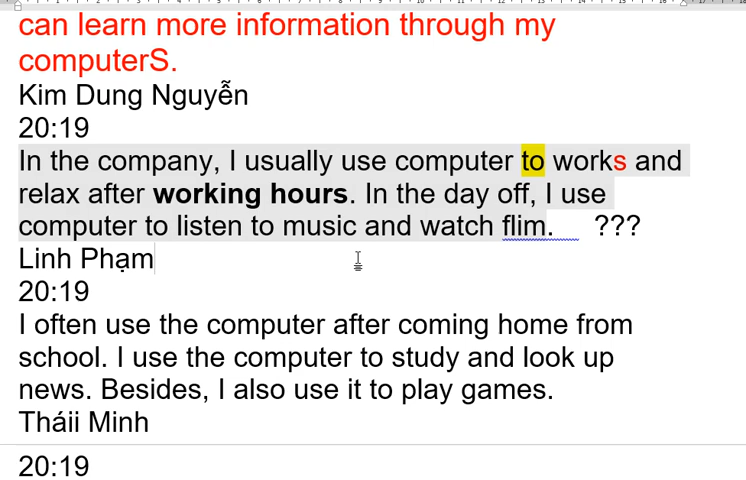 can learn more information through my
computerS.
Kim Dung Nguyễn
20:19
In the company, I usually use computer to works and
relax after working hours. In the day off, I use
computer to listen to music and watch flim. ???
Linh Phạm
20:19
I often use the computer after coming home from
school. I use the computer to study and look up
news. Besides, I also use it to play games.
Tháii Minh
20:19